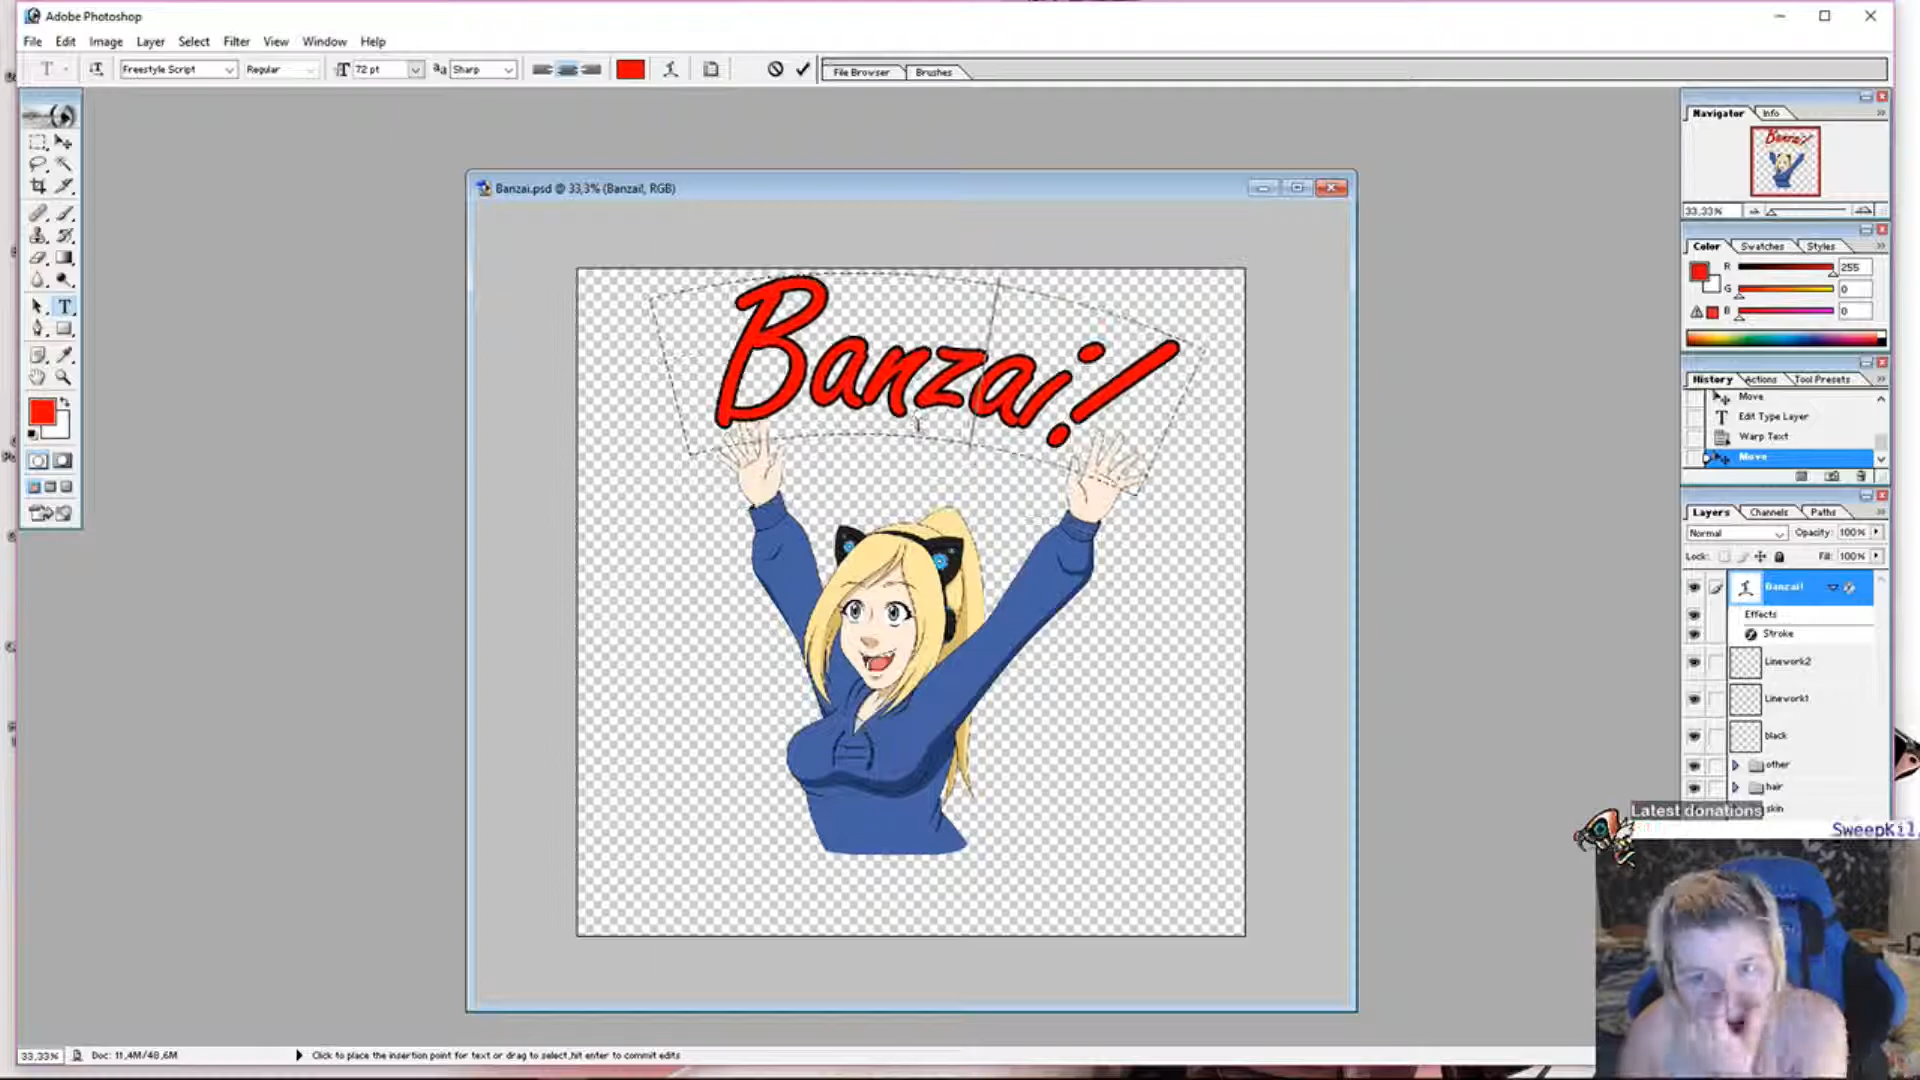 Adobe Photoshop
File Edit Image Layer Select Filter View Window Help
Freestyle Script Regular 72 pt Sharp File Browser Brushes
Banzai.psd @ 33,3% (Banzai!, RGB)
Banzai!
Navigator Info
33,33%
Color Swatches Styles
R 255
G 0
B 0
History Actions Tool Presets
Move
Edit Type Layer
Warp Text
Move
Layers Channels Paths
Normal Opacity: 100%
Lock: Fill: 100%
Banzai!
Effects
Stroke
Linework2
Linework1
black
other
hair
skin
Latest donations
SweepKil
33,33% Doc: 11,4M/48,6M Click to place the insertion point for text or drag to select,hit enter to commit edits